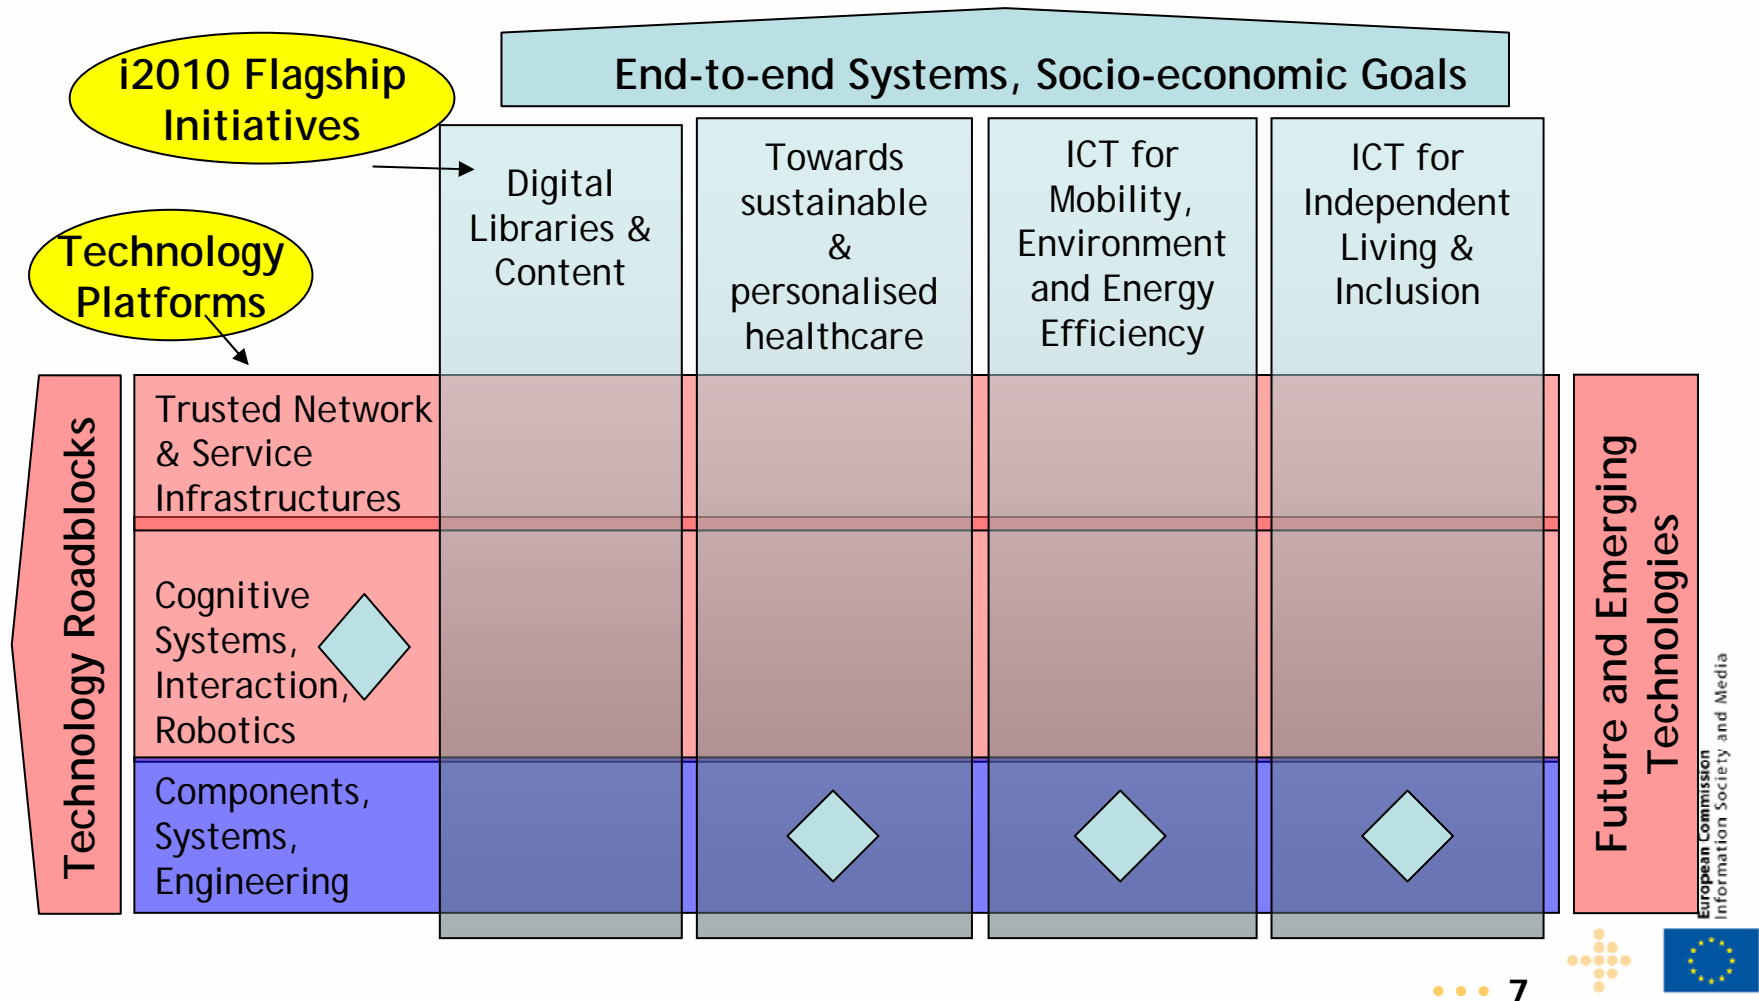 i2010 Flagship
Initiatives
End-to-end Systems, Socio-economic Goals
Technology
Platforms
Digital
Libraries &
Content
Towards
sustainable
&
personalised
healthcare
ICT for
Mobility,
Environment
and Energy
Efficiency
ICT for
Independent
Living &
Inclusion
Technology Roadblocks
Trusted Network
& Service
Infrastructures
Cognitive
Systems,
Interaction,
Robotics
Components,
Systems,
Engineering
Future and Emerging
Technologies
European Commission
Information Society and Media
7